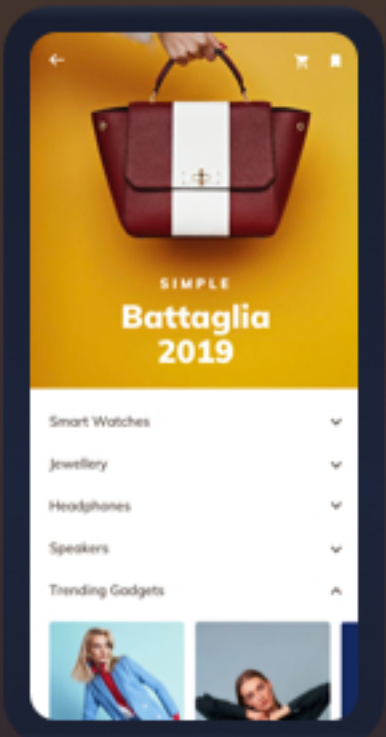 SIMPLE
Battaglia
2019
Smart Watches
Jewellery
Headphones
Speakers
Trending Gadgets